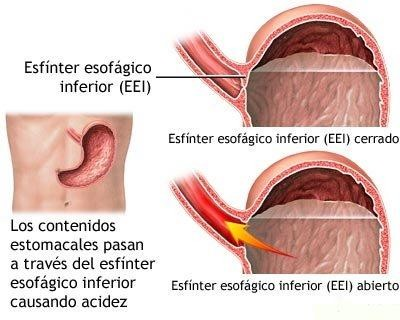 Esfínter esofágico
inferior (EEI)
Esfínter esofágico inferior (EEI) cerrado
Los contenidos
estomacales pasan
a través del esfínter
esofágico inferior
causando acidez
Esfínter esofágico inferior (EEI) abierto